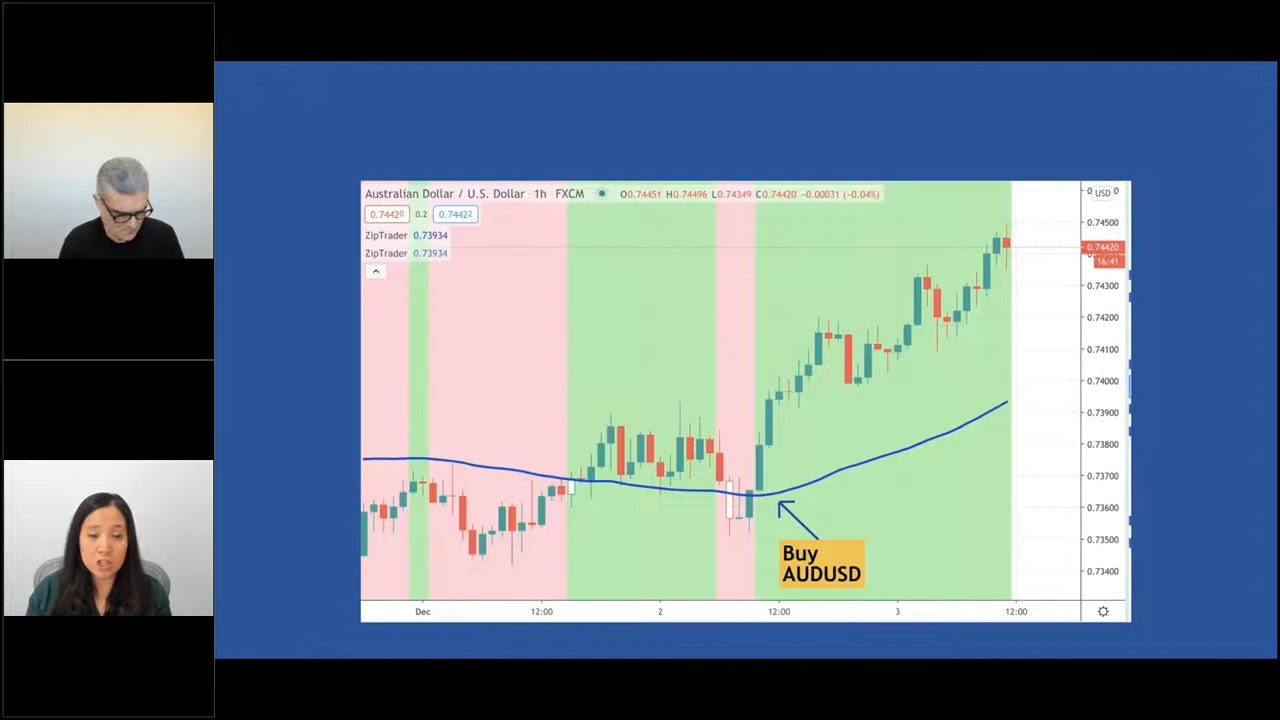 Australian Dollar / U.S. Dollar · 1h · FXCM O0.74451 H0.74496 L0.74349 C0.74420 −0.00031 (−0.04%)
0.74420 0.2 0.74422
ZipTrader 0.73934
ZipTrader 0.73934
USD
0.74500
0.74420
16:41
0.74300
0.74200
0.74100
0.74000
0.73900
0.73800
0.73700
0.73600
0.73500
0.73400
Buy
AUDUSD
Dec 12:00 2 12:00 3 12:00